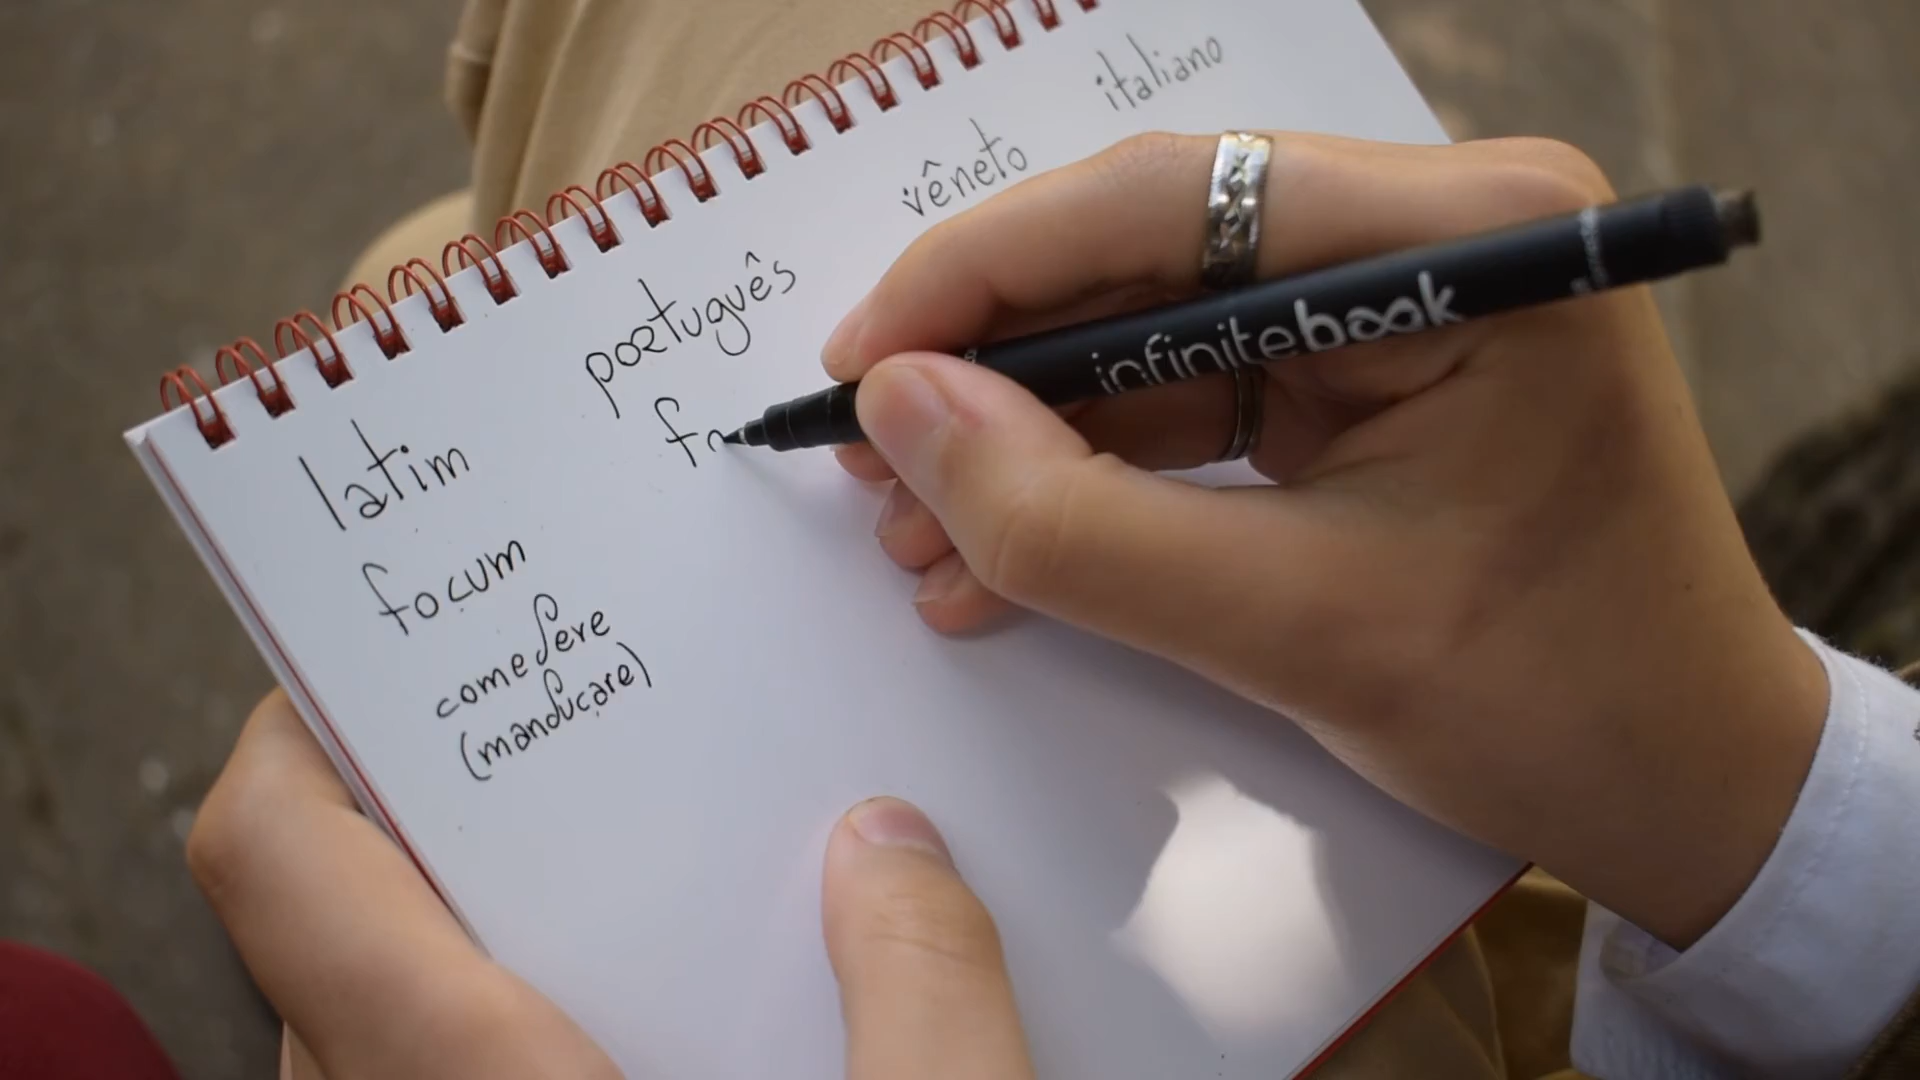 italiano
vêneto
português
latim
focum
comedere
(manducare)
infinitebook